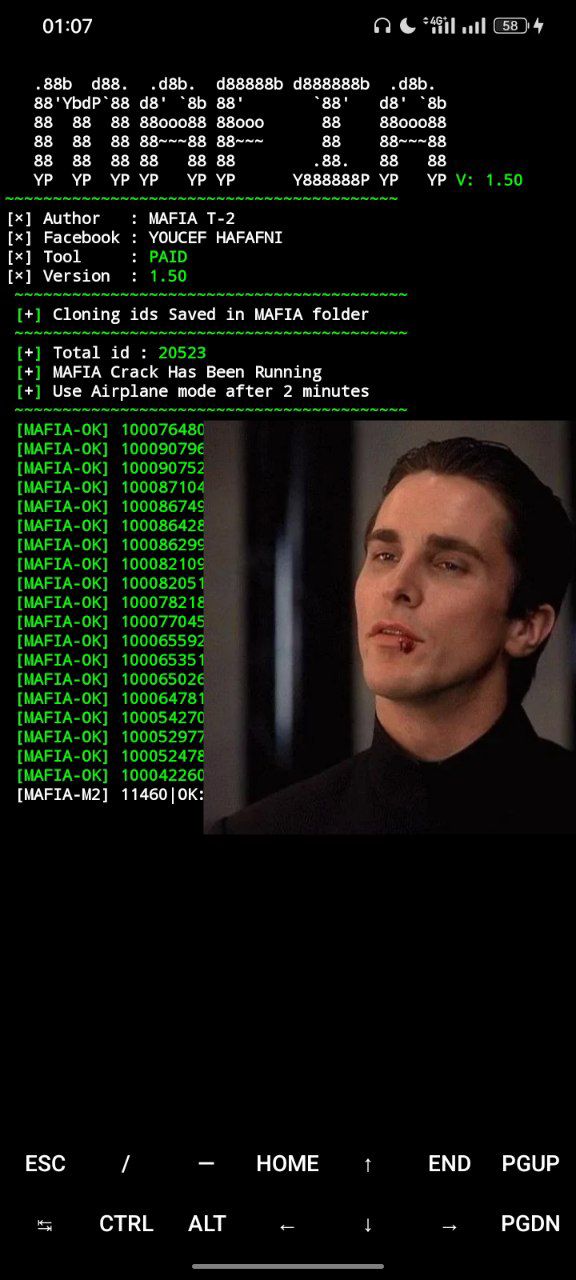 01:07
4G+ 58
.88b  d88.  .d8b.  d88888b d888888b  .d8b.
88'YbdP`88 d8' `8b 88'       `88'   d8' `8b
88  88  88 88ooo88 88ooo      88    88ooo88
88  88  88 88~~~88 88~~~      88    88~~~88
88  88  88 88   88 88        .88.   88   88
YP  YP  YP YP   YP YP      Y888888P YP   YP V: 1.50
~~~~~~~~~~~~~~~~~~~~~~~~~~~~~~~~~~~~~~~~~
[×] Author   : MAFIA T-2
[×] Facebook : YOUCEF HAFAFNI
[×] Tool     : PAID
[×] Version  : 1.50
~~~~~~~~~~~~~~~~~~~~~~~~~~~~~~~~~~~~~~~~~
[+] Cloning ids Saved in MAFIA folder
~~~~~~~~~~~~~~~~~~~~~~~~~~~~~~~~~~~~~~~~~
[+] Total id : 20523
[+] MAFIA Crack Has Been Running
[+] Use Airplane mode after 2 minutes
~~~~~~~~~~~~~~~~~~~~~~~~~~~~~~~~~~~~~~~~~
[MAFIA-OK] 100076480
[MAFIA-OK] 100090796
[MAFIA-OK] 100090752
[MAFIA-OK] 100087104
[MAFIA-OK] 100086749
[MAFIA-OK] 100086428
[MAFIA-OK] 100086299
[MAFIA-OK] 100082109
[MAFIA-OK] 100082051
[MAFIA-OK] 100078218
[MAFIA-OK] 100077045
[MAFIA-OK] 100065592
[MAFIA-OK] 100065351
[MAFIA-OK] 100065026
[MAFIA-OK] 100064781
[MAFIA-OK] 100054270
[MAFIA-OK] 100052977
[MAFIA-OK] 100052478
[MAFIA-OK] 100042260
[MAFIA-M2] 11460|OK:
ESC / — HOME ↑ END PGUP
↹ CTRL ALT ← ↓ → PGDN